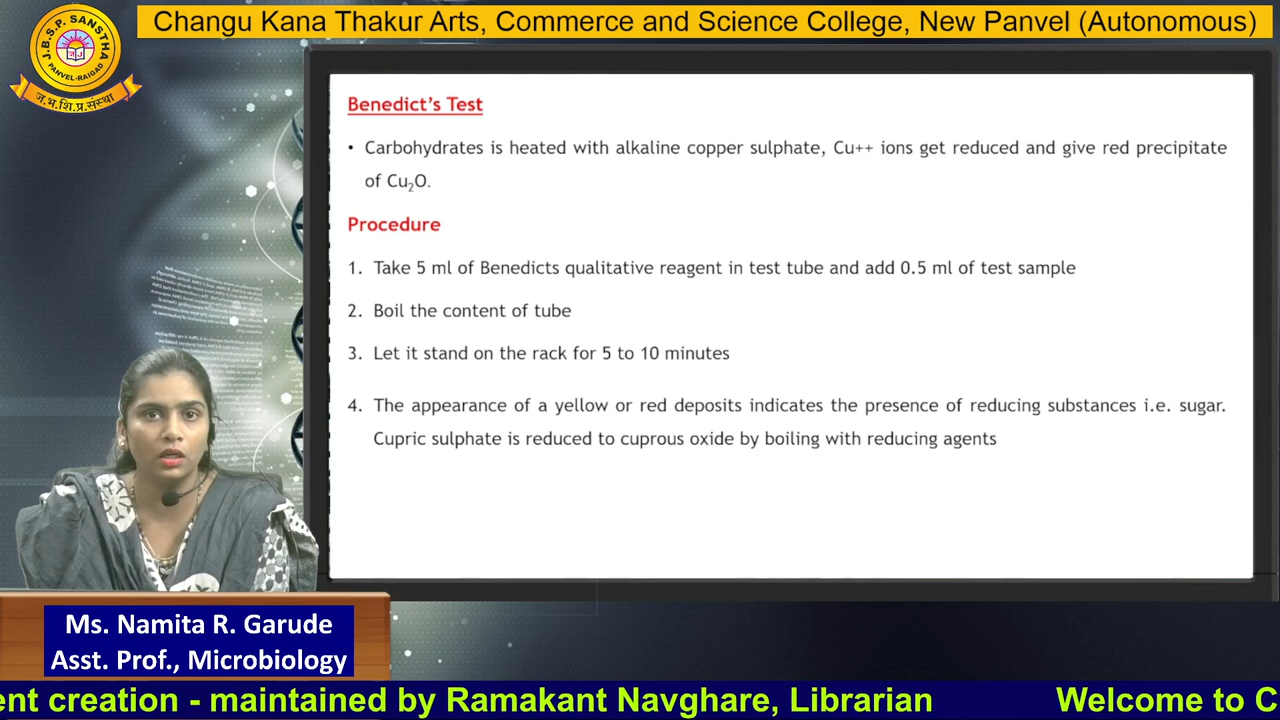 Changu Kana Thakur Arts, Commerce and Science College, New Panvel (Autonomous)
J.B.S.P. SANSTHA
PANVEL-RAIGAD
ज.भ.शि.प्र.संस्था
Benedict's Test
• Carbohydrates is heated with alkaline copper sulphate, Cu++ ions get reduced and give red precipitate
of Cu₂O.
Procedure
1. Take 5 ml of Benedicts qualitative reagent in test tube and add 0.5 ml of test sample
2. Boil the content of tube
3. Let it stand on the rack for 5 to 10 minutes
4. The appearance of a yellow or red deposits indicates the presence of reducing substances i.e. sugar.
Cupric sulphate is reduced to cuprous oxide by boiling with reducing agents
Ms. Namita R. Garude
Asst. Prof., Microbiology
ent creation - maintained by Ramakant Navghare, Librarian Welcome to C